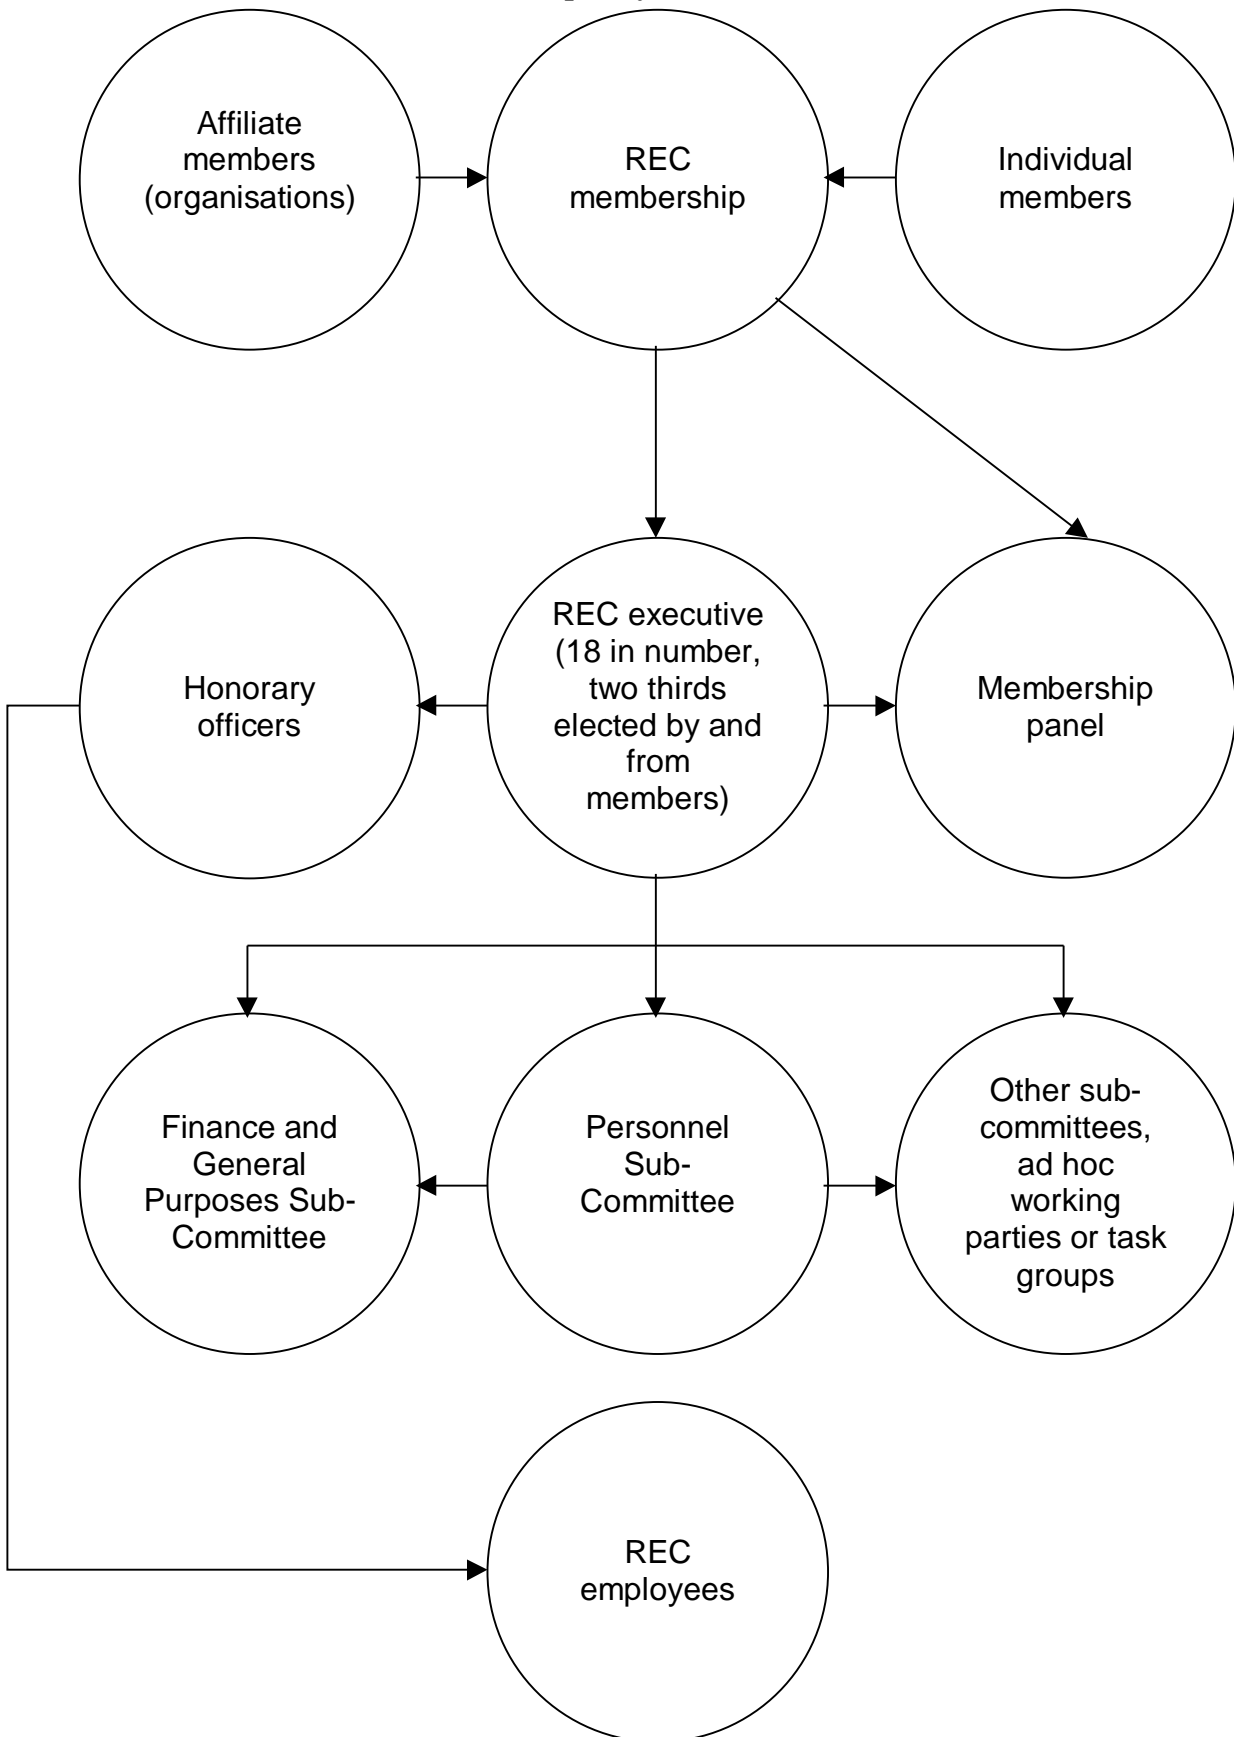 Affiliate
members
(organisations)
REC
membership
Individual
members
Honorary
officers
REC executive
(18 in number,
two thirds
elected by and
from
members)
Membership
panel
Finance and
General
Purposes Sub-
Committee
Personnel
Sub-
Committee
Other sub-
committees,
ad hoc
working
parties or task
groups
REC
employees